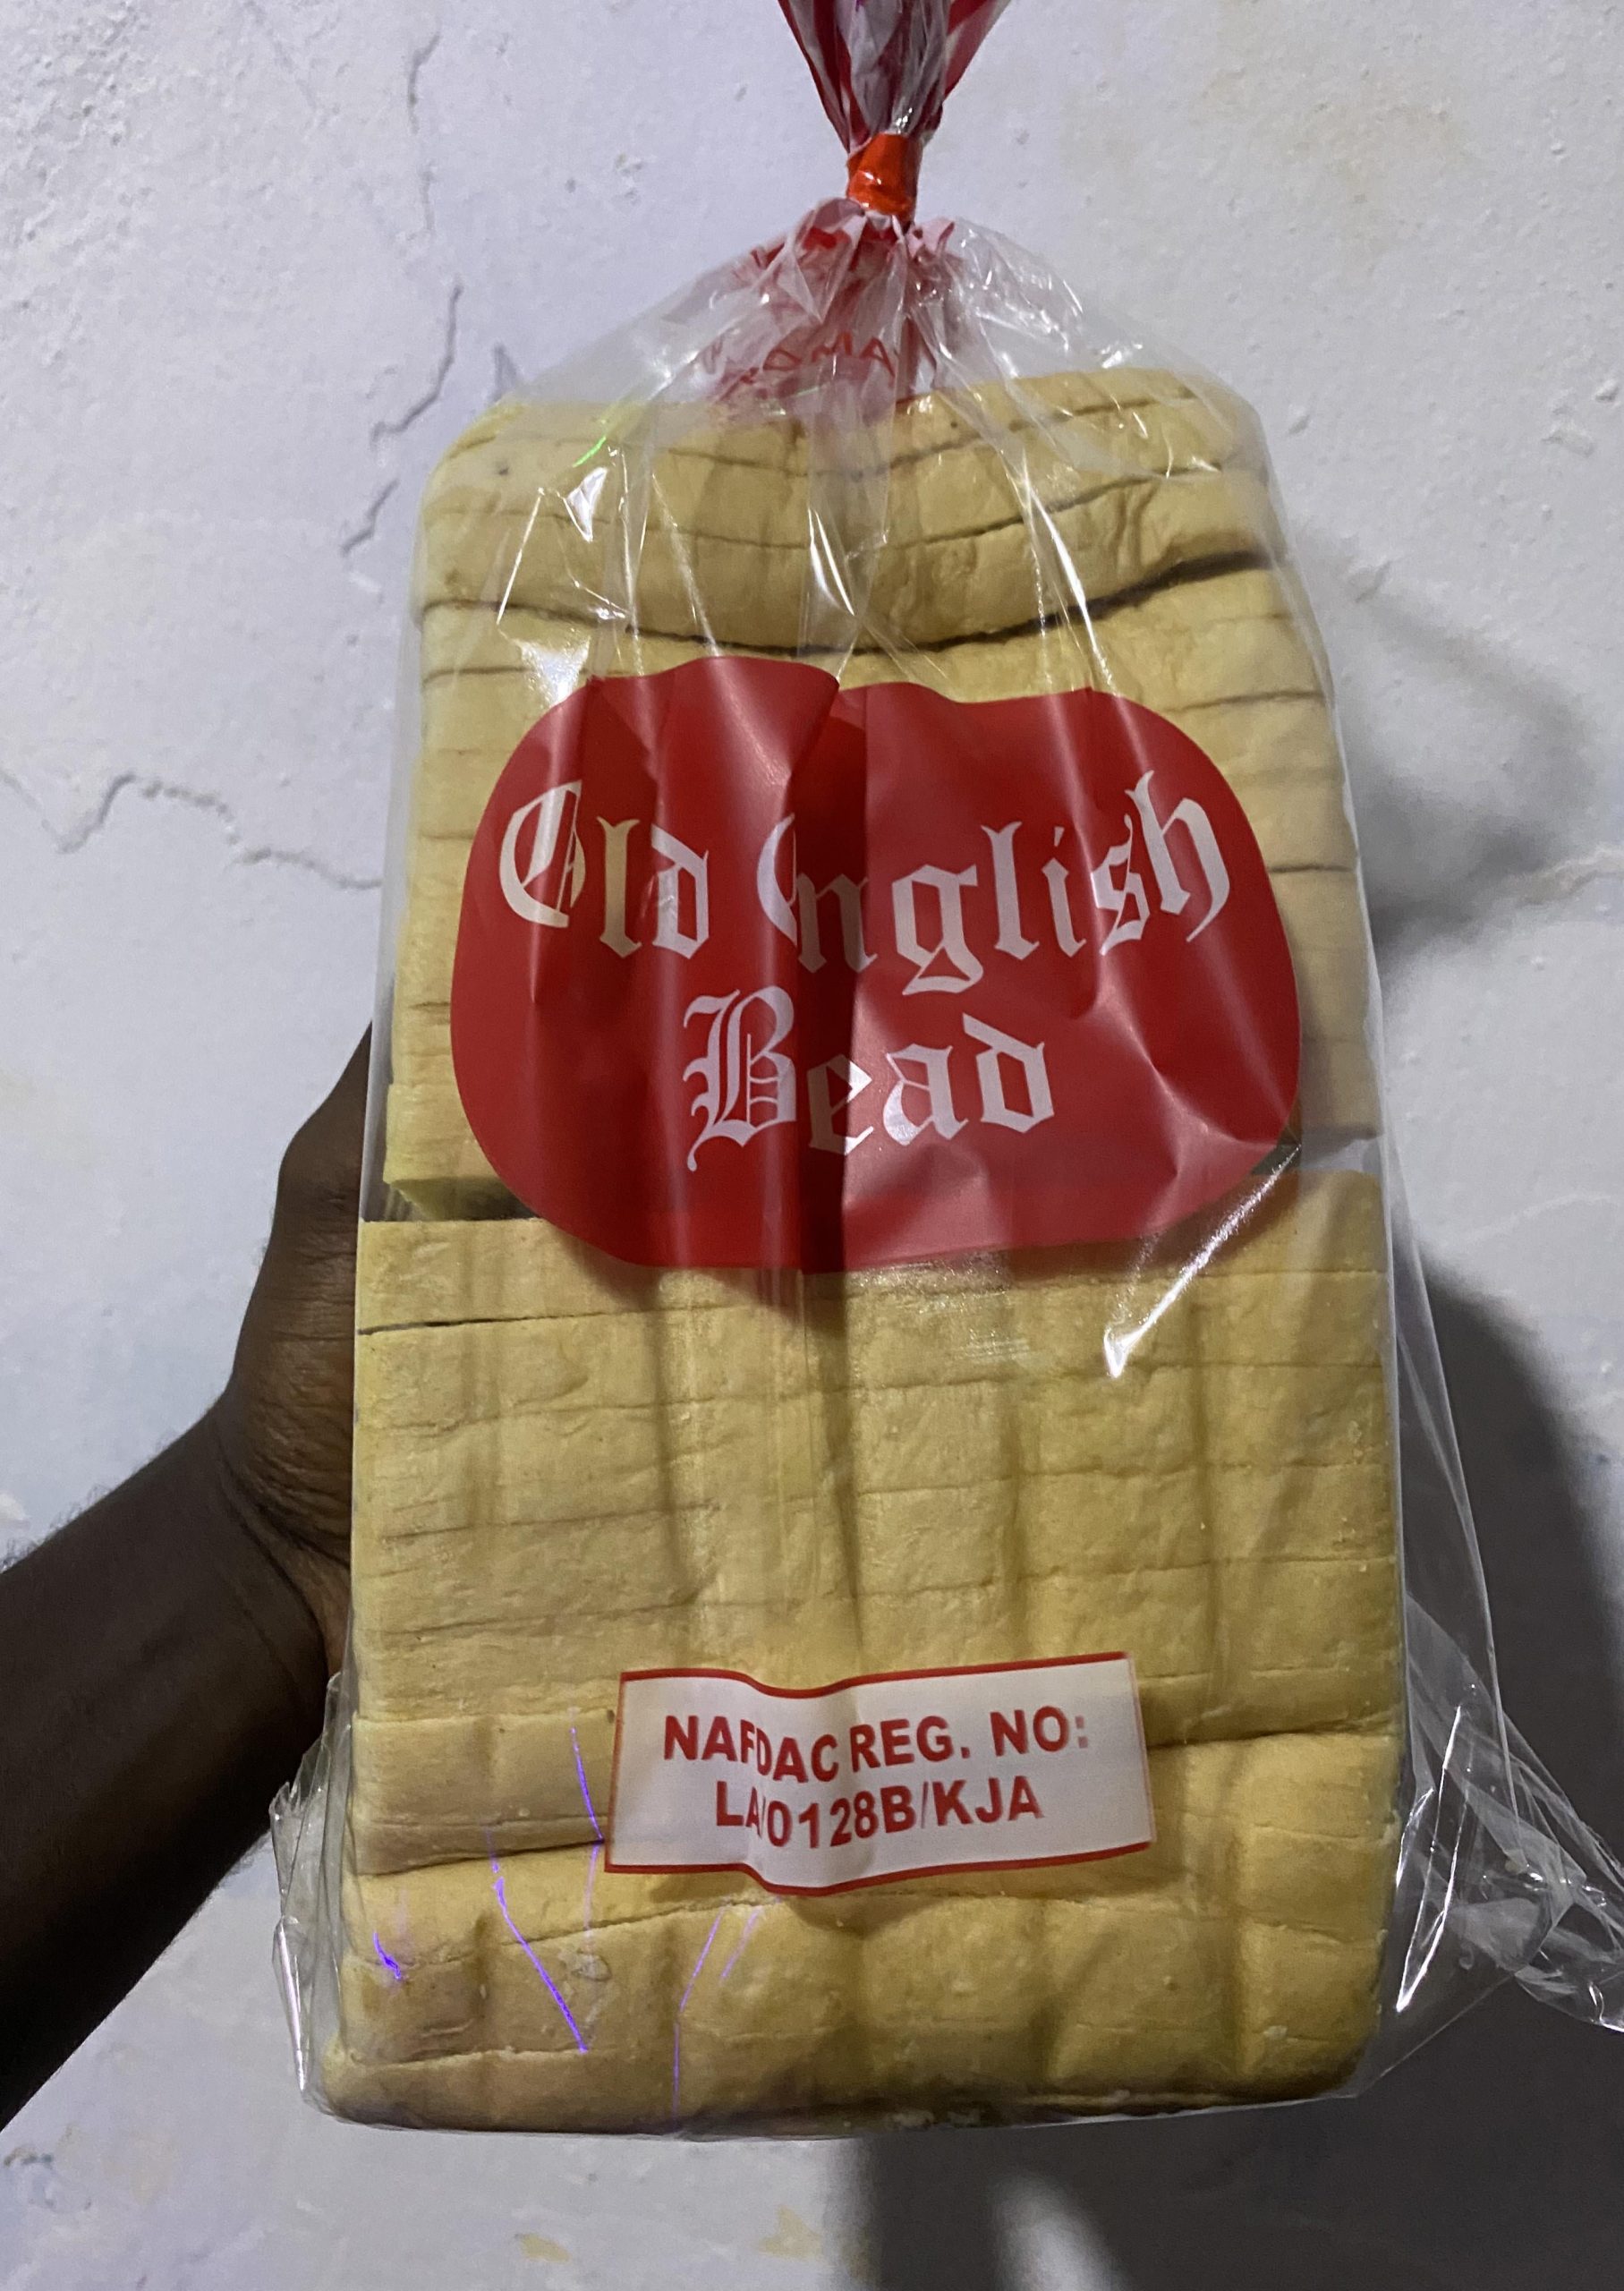 Old English
Bead
NAFDAC REG. NO:
LA/0128B/KJA